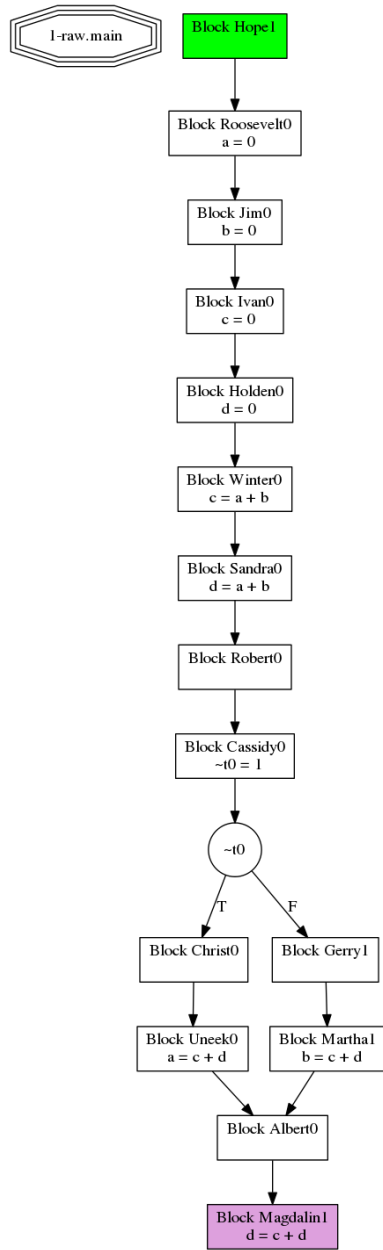 1-raw.main
Block Hope1
Block Roosevelt0
a = 0
Block Jim0
b = 0
Block Ivan0
c = 0
Block Holden0
d = 0
Block Winter0
c = a + b
Block Sandra0
d = a + b
Block Robert0
Block Cassidy0
~t0 = 1
~t0
T
F
Block Christ0
Block Gerry1
Block Uneek0
a = c + d
Block Martha1
b = c + d
Block Albert0
Block Magdalin1
d = c + d